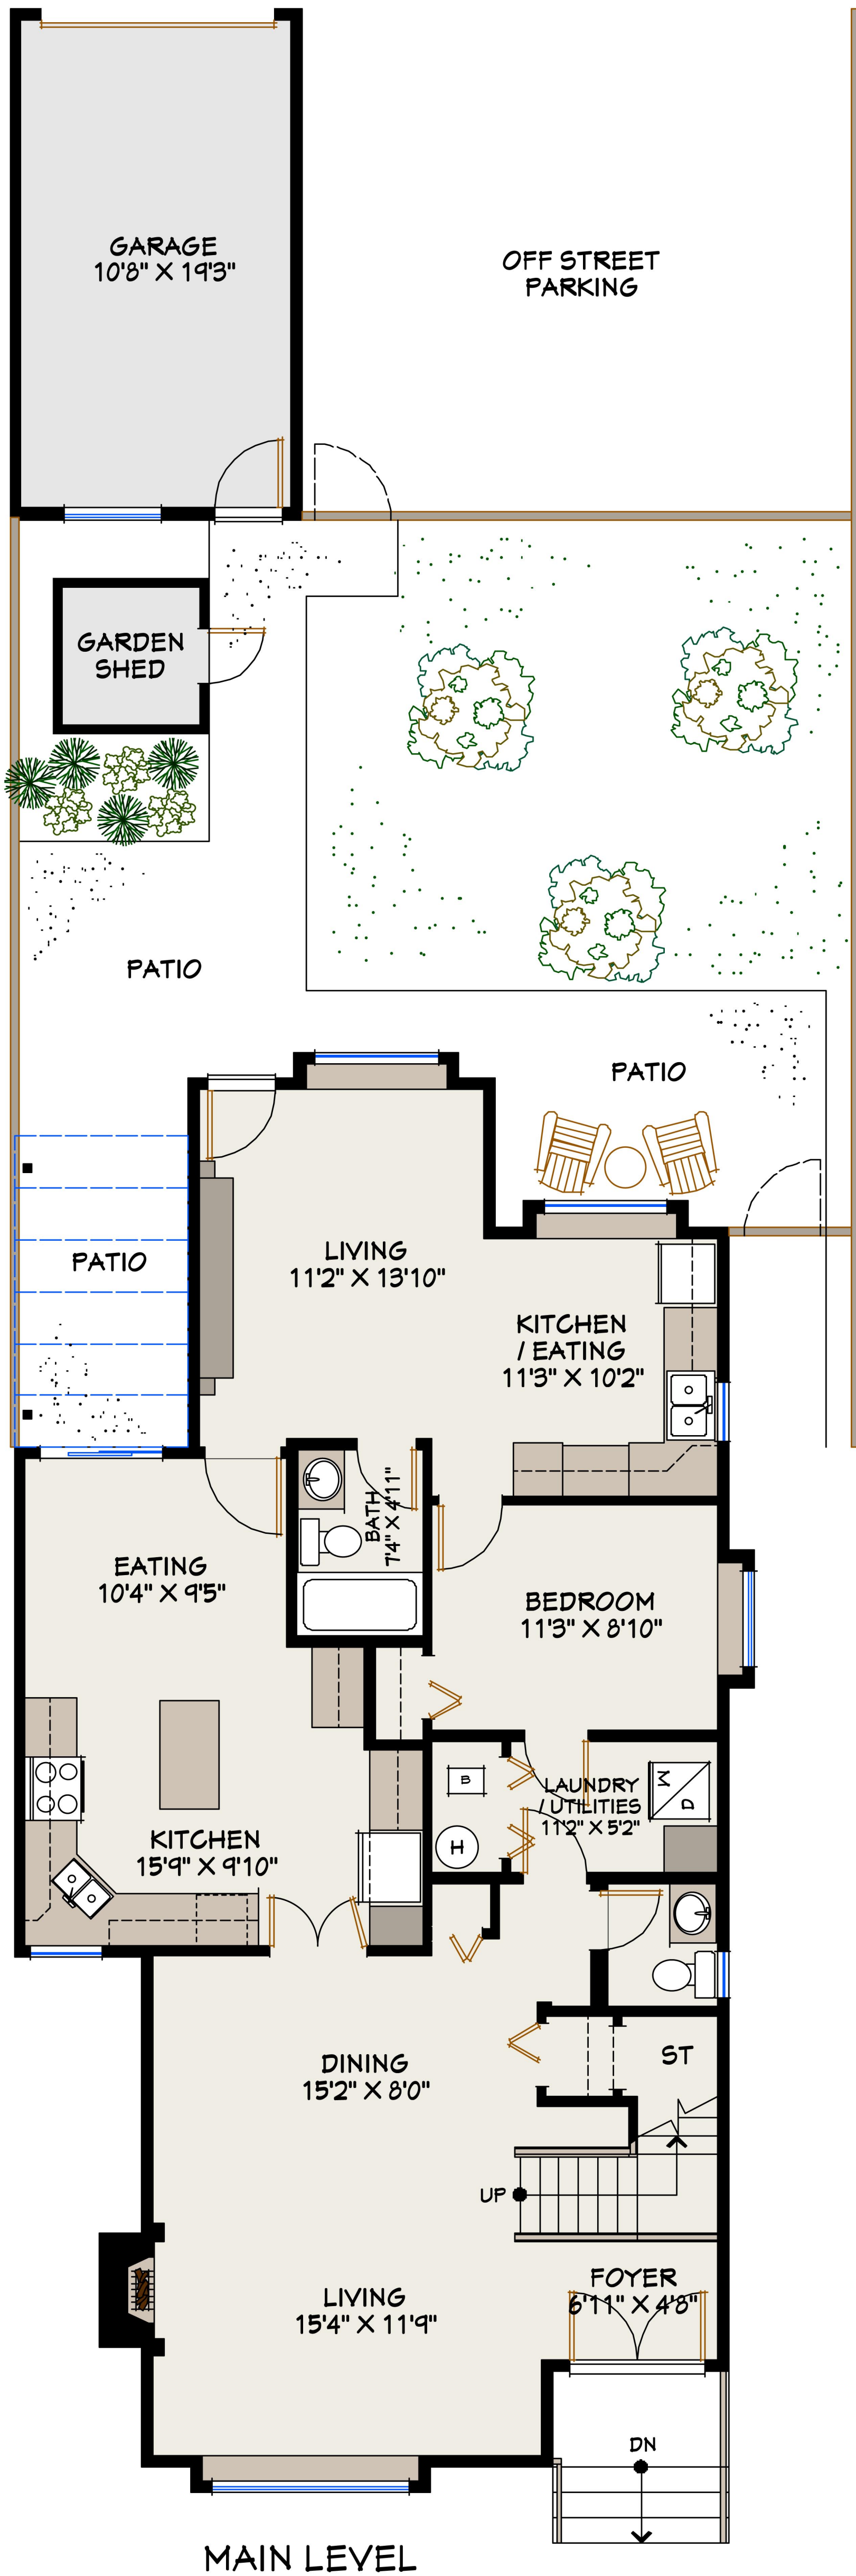 GARAGE
10'8" X 19'3"
OFF STREET
PARKING
GARDEN
SHED
PATIO
PATIO
PATIO
LIVING
11'2" X 13'10"
KITCHEN
/ EATING
11'3" X 10'2"
BATH
7'4" X 4'11"
EATING
10'4" X 9'5"
BEDROOM
11'3" X 8'10"
B
H
LAUNDRY
/ UTILITIES
11'2" X 5'2"
W
D
KITCHEN
15'9" X 9'10"
DINING
15'2" X 8'0"
ST
UP
LIVING
15'4" X 11'9"
FOYER
6'11" X 4'8"
DN
MAIN LEVEL